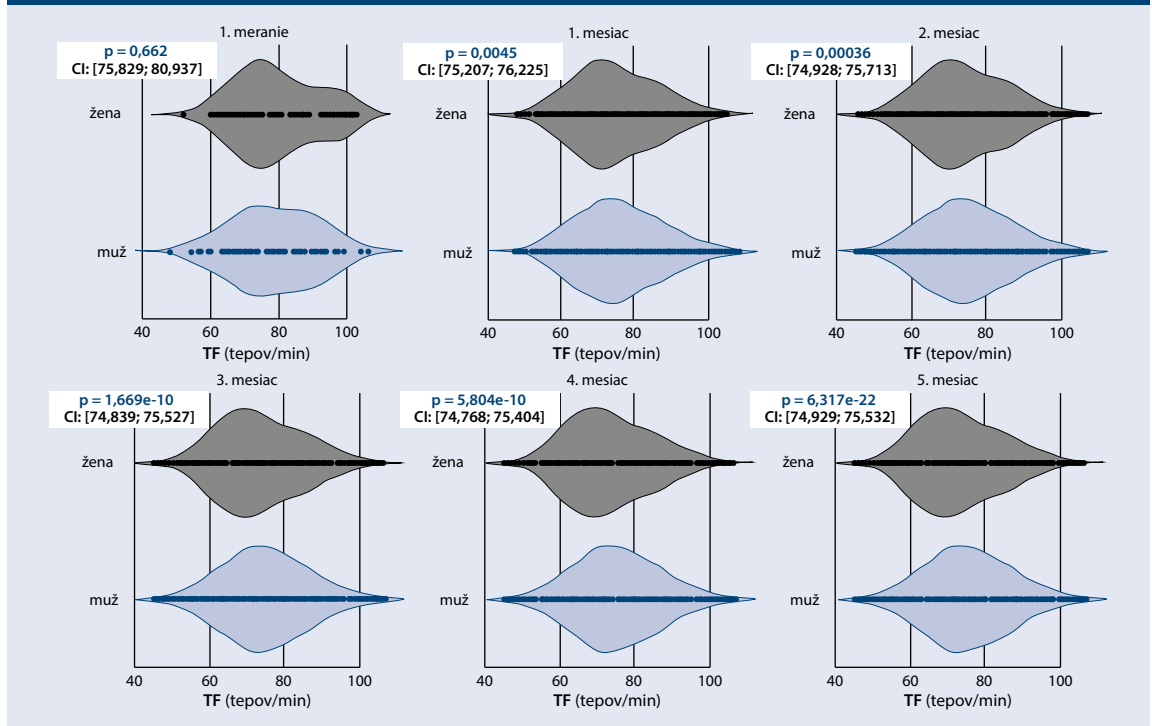 1. meranie
p = 0,662
CI: [75,829; 80,937]
žena
muž
40 60 80 100
TF (tepov/min)
1. mesiac
p = 0,0045
CI: [75,207; 76,225]
žena
muž
40 60 80 100
TF (tepov/min)
2. mesiac
p = 0,00036
CI: [74,928; 75,713]
žena
muž
40 60 80 100
TF (tepov/min)
3. mesiac
p = 1,669e-10
CI: [74,839; 75,527]
žena
muž
40 60 80 100
TF (tepov/min)
4. mesiac
p = 5,804e-10
CI: [74,768; 75,404]
žena
muž
40 60 80 100
TF (tepov/min)
5. mesiac
p = 6,317e-22
CI: [74,929; 75,532]
žena
muž
40 60 80 100
TF (tepov/min)